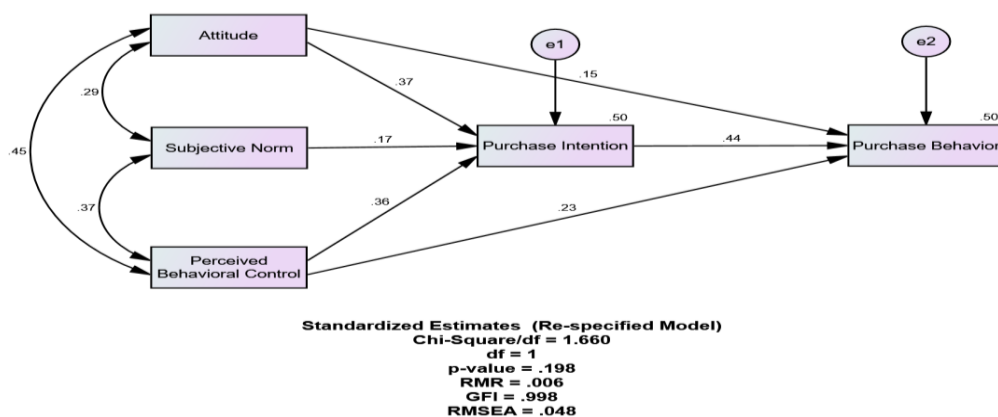 Attitude
e1
e2
.37
.15
.29
.50
.50
.45
Subjective Norm
.17
Purchase Intention
.44
Purchase Behavior
.37
.36
.23
Perceived
Behavioral Control
Standardized Estimates (Re-specified Model)
Chi-Square/df = 1.660
df = 1
p-value = .198
RMR = .006
GFI = .998
RMSEA = .048